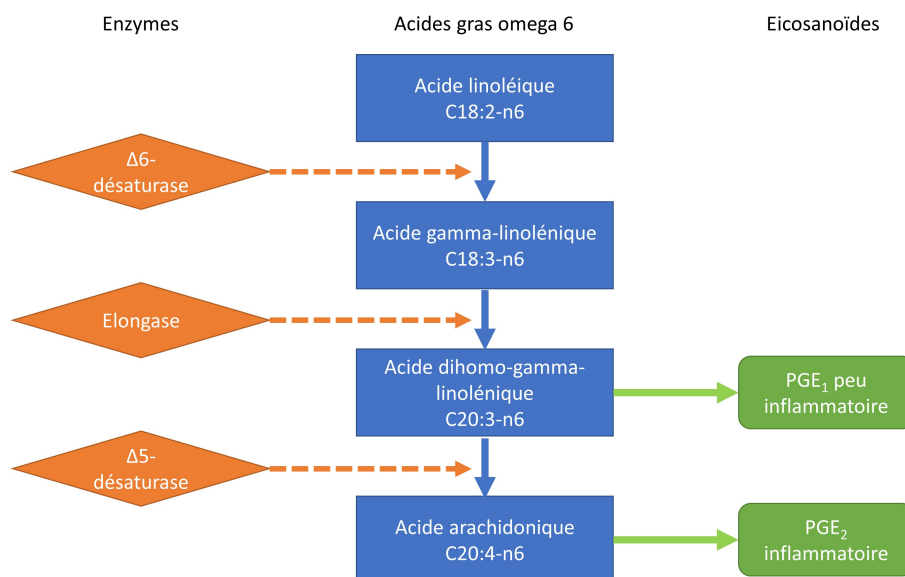 Enzymes
Acides gras omega 6
Eicosanoïdes
Acide linoléique
C18:2-n6
Δ6-
désaturase
Acide gamma-linolénique
C18:3-n6
Elongase
Acide dihomo-gamma-
linolénique
C20:3-n6
PGE₁ peu
inflammatoire
Δ5-
désaturase
Acide arachidonique
C20:4-n6
PGE₂
inflammatoire